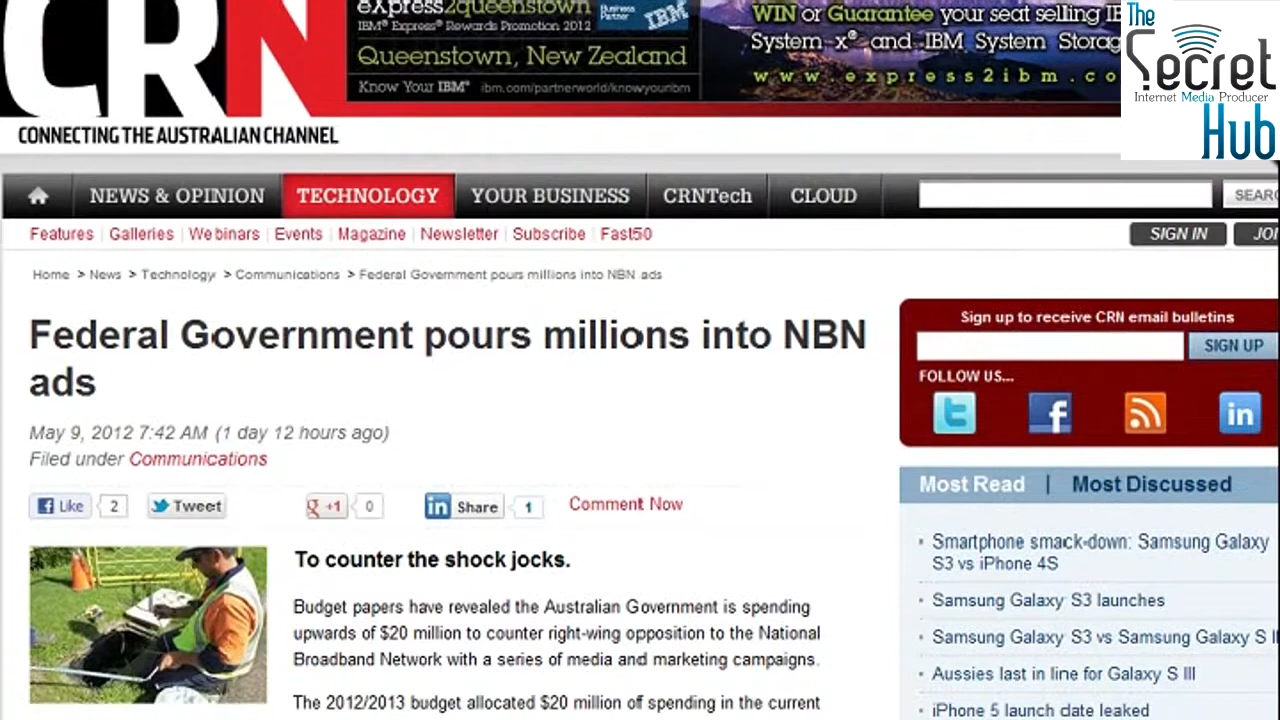 CRN
CONNECTING THE AUSTRALIAN CHANNEL
eXpress2queenstown
IBM® Express® Rewards Promotion 2012
Business
Partner
IBM
Queenstown, New Zealand
Know Your IBM® ibm.com/partnerworld/knowyouribm
WIN or Guarantee your seat selling
System x® and IBM System Storag
www.express2ibm.co
The
Secret
Internet Media Producer
Hub
NEWS & OPINION TECHNOLOGY YOUR BUSINESS CRNTech CLOUD SEARC
Features Galleries Webinars Events Magazine Newsletter Subscribe Fast50
SIGN IN JOI
Home > News > Technology > Communications > Federal Government pours millions into NBN ads
Federal Government pours millions into NBN
ads
May 9, 2012 7:42 AM (1 day 12 hours ago)
Filed under Communications
Like 2 Tweet +1 0 in Share 1 Comment Now
To counter the shock jocks.
Budget papers have revealed the Australian Government is spending
upwards of $20 million to counter right-wing opposition to the National
Broadband Network with a series of media and marketing campaigns.
The 2012/2013 budget allocated $20 million of spending in the current
Sign up to receive CRN email bulletins
SIGN UP
FOLLOW US...
Most Read | Most Discussed
Smartphone smack-down: Samsung Galaxy
S3 vs iPhone 4S
Samsung Galaxy S3 launches
Samsung Galaxy S3 vs Samsung Galaxy S II
Aussies last in line for Galaxy S III
iPhone 5 launch date leaked